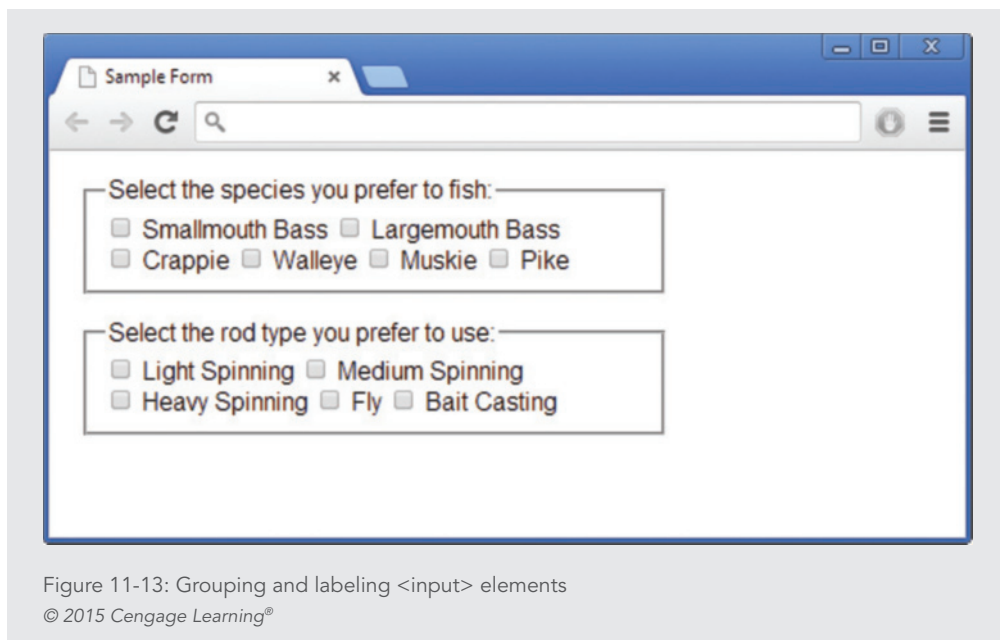 Sample Form
Select the species you prefer to fish:
Smallmouth Bass Largemouth Bass
Crappie Walleye Muskie Pike
Select the rod type you prefer to use:
Light Spinning Medium Spinning
Heavy Spinning Fly Bait Casting
Figure 11-13: Grouping and labeling <input> elements
© 2015 Cengage Learning®